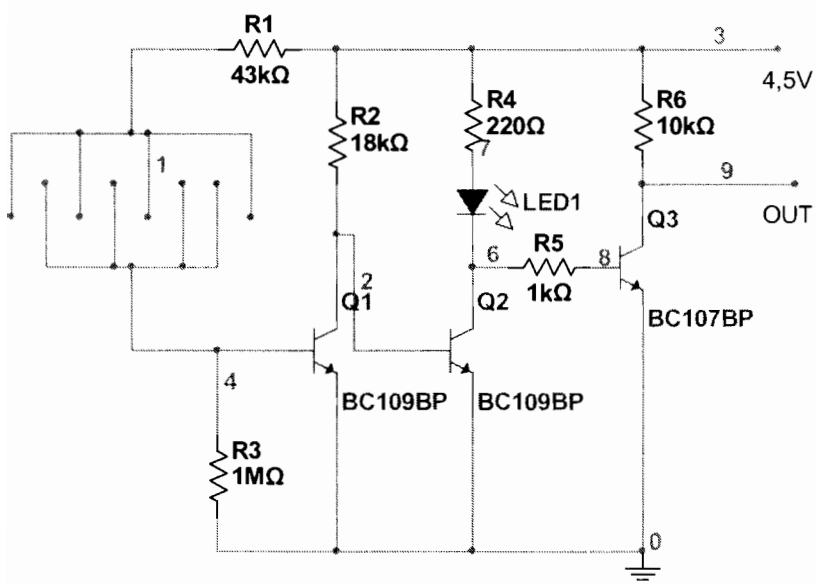 R1
43kΩ
3
4,5V
R2
18kΩ
R4
220Ω
7
R6
10kΩ
1
LED1
9
OUT
Q3
6
R5
1kΩ
8
2
Q1
Q2
BC107BP
4
BC109BP
BC109BP
R3
1MΩ
0